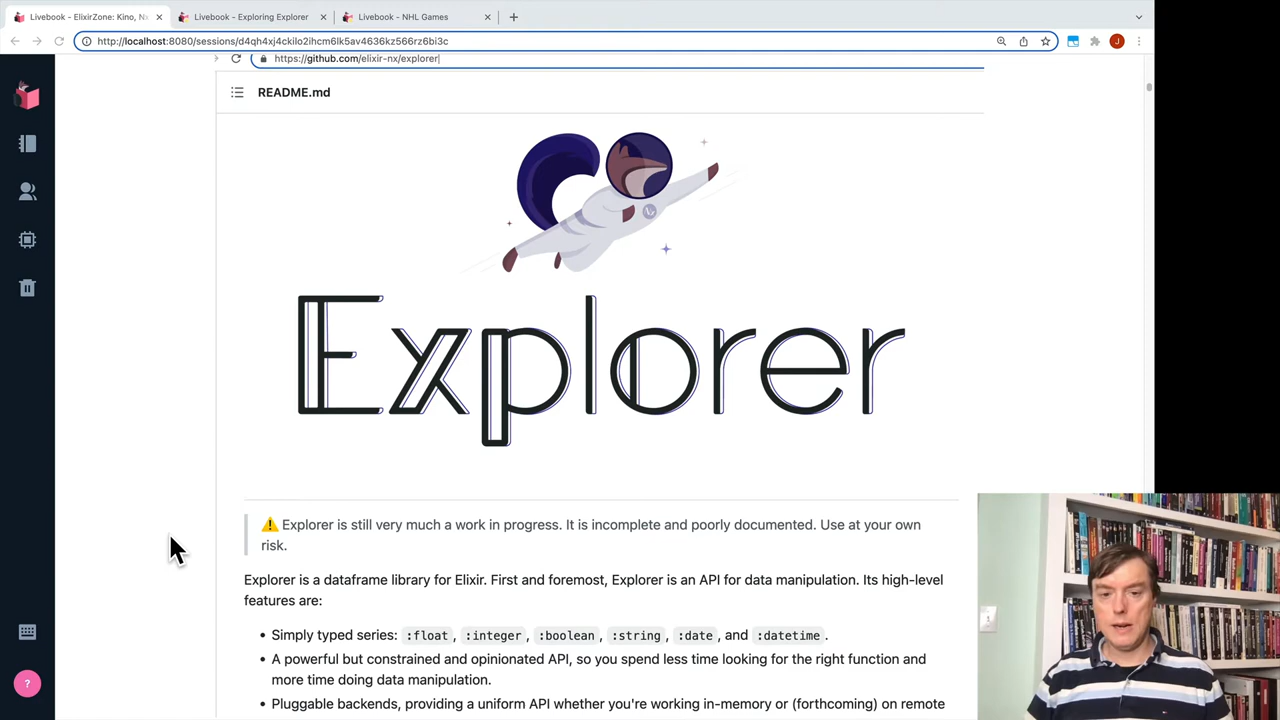 Livebook - ElixirZone: Kino, Nx
Livebook - Exploring Explorer
Livebook - NHL Games
http://localhost:8080/sessions/d4qh4xj4ckilo2ihcm6lk5av4636kz566rz6bi3c
J
https://github.com/elixir-nx/explorer
README.md
Explorer
⚠️ Explorer is still very much a work in progress. It is incomplete and poorly documented. Use at your own
risk.
Explorer is a dataframe library for Elixir. First and foremost, Explorer is an API for data manipulation. Its high-level
features are:
• Simply typed series: :float, :integer, :boolean, :string, :date, and :datetime.
• A powerful but constrained and opinionated API, so you spend less time looking for the right function and
more time doing data manipulation.
• Pluggable backends, providing a uniform API whether you're working in-memory or (forthcoming) on remote
?